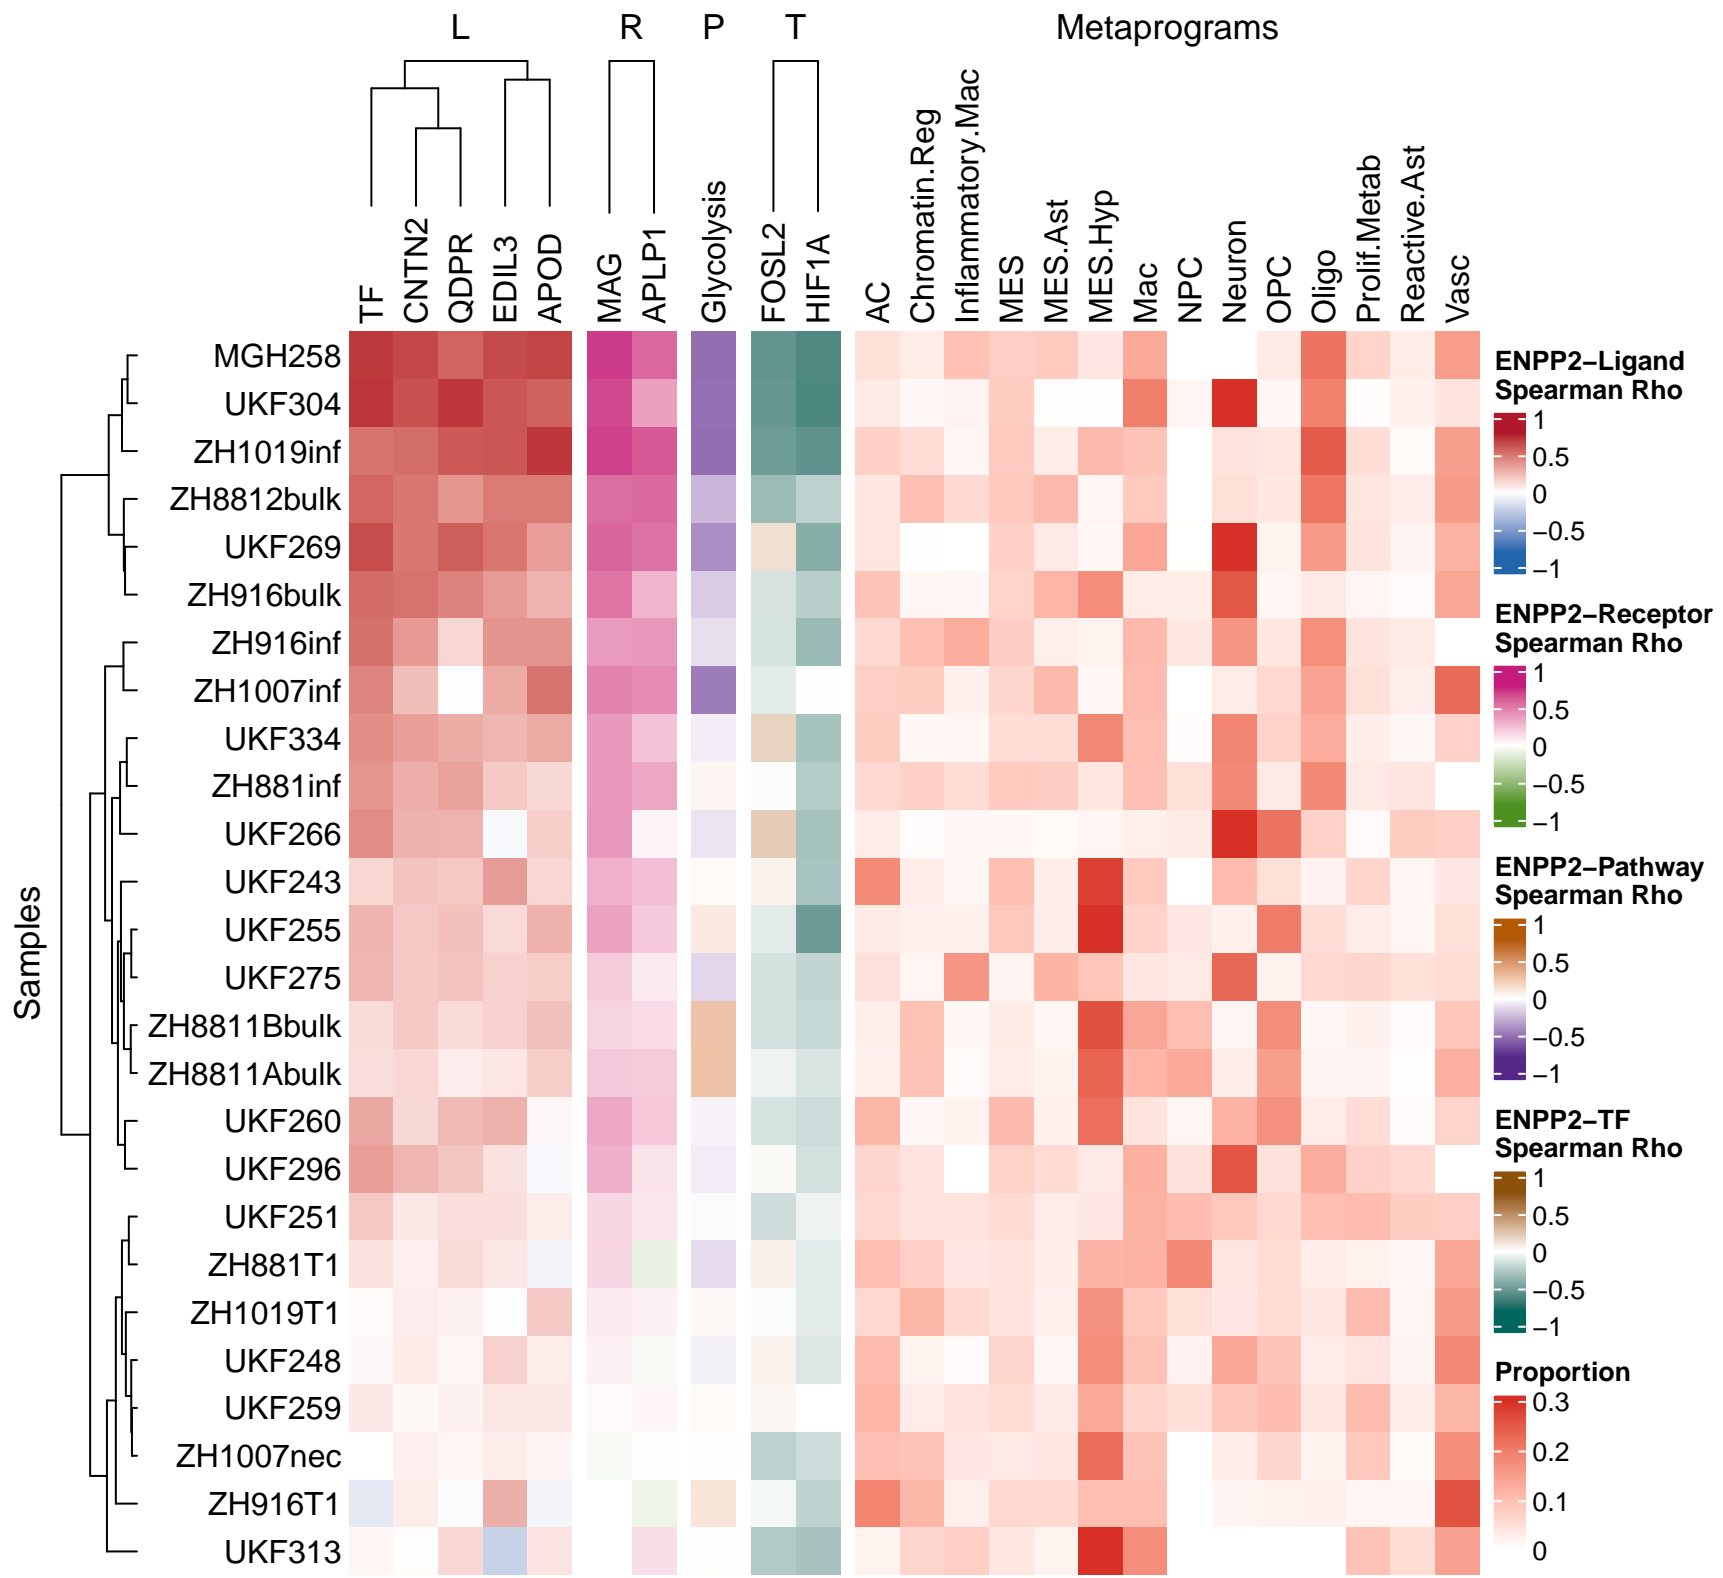 L R P T Metaprograms
TF
CNTN2
QDPR
EDIL3
APOD
MAG
APLP1
Glycolysis
FOSL2
HIF1A
AC
Chromatin.Reg
Inflammatory.Mac
MES
MES.Ast
MES.Hyp
Mac
NPC
Neuron
OPC
Oligo
Prolif.Metab
Reactive.Ast
Vasc
Samples
MGH258
UKF304
ZH1019inf
ZH8812bulk
UKF269
ZH916bulk
ZH916inf
ZH1007inf
UKF334
ZH881inf
UKF266
UKF243
UKF255
UKF275
ZH8811Bbulk
ZH8811Abulk
UKF260
UKF296
UKF251
ZH881T1
ZH1019T1
UKF248
UKF259
ZH1007nec
ZH916T1
UKF313
ENPP2−Ligand
Spearman Rho
1
0.5
0
−0.5
−1
ENPP2−Receptor
Spearman Rho
1
0.5
0
−0.5
−1
ENPP2−Pathway
Spearman Rho
1
0.5
0
−0.5
−1
ENPP2−TF
Spearman Rho
1
0.5
0
−0.5
−1
Proportion
0.3
0.2
0.1
0